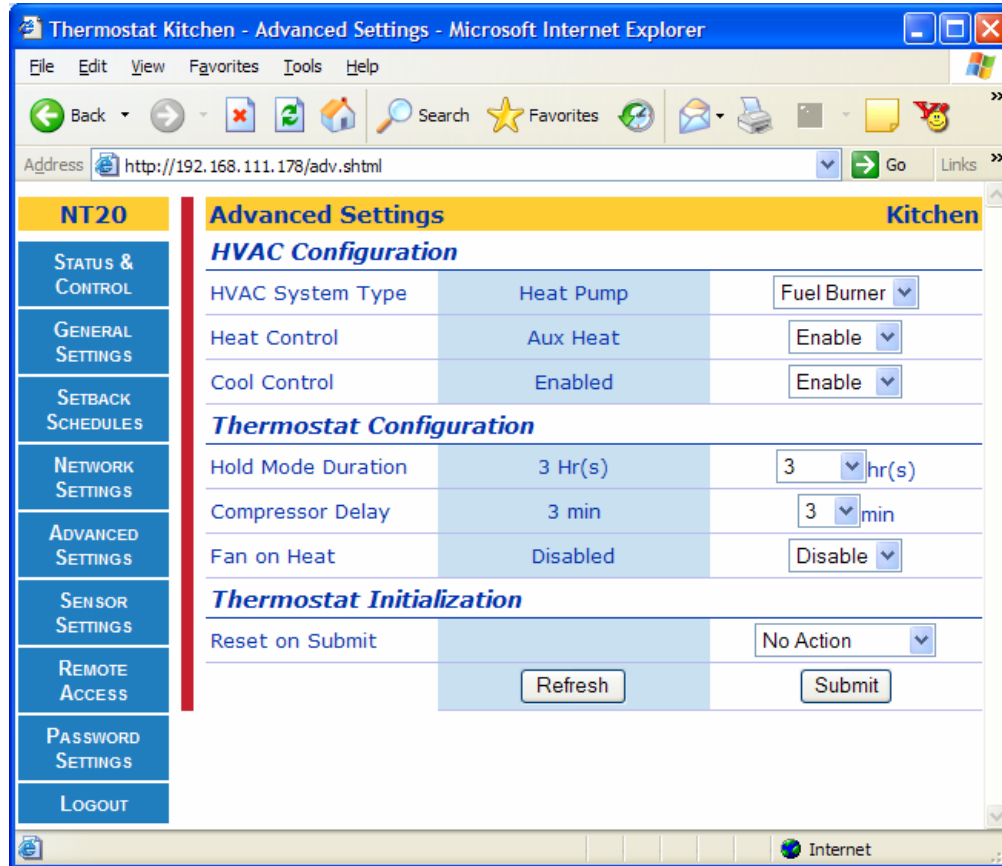 Thermostat Kitchen - Advanced Settings - Microsoft Internet Explorer
File Edit View Favorites Tools Help
Back Search Favorites »
Address http://192.168.111.178/adv.shtml Go Links »
NT20
STATUS &
CONTROL
GENERAL
SETTINGS
SETBACK
SCHEDULES
NETWORK
SETTINGS
ADVANCED
SETTINGS
SENSOR
SETTINGS
REMOTE
ACCESS
PASSWORD
SETTINGS
LOGOUT
Advanced Settings Kitchen
HVAC Configuration
HVAC System Type Heat Pump Fuel Burner
Heat Control Aux Heat Enable
Cool Control Enabled Enable
Thermostat Configuration
Hold Mode Duration 3 Hr(s) 3 hr(s)
Compressor Delay 3 min 3 min
Fan on Heat Disabled Disable
Thermostat Initialization
Reset on Submit No Action
Refresh Submit
Internet